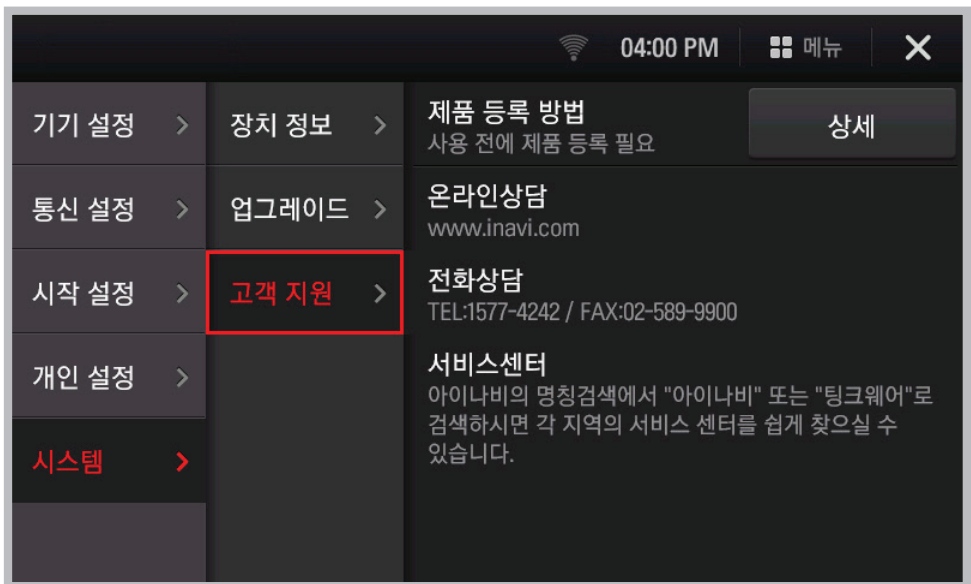 04:00 PM
메뉴
기기 설정
통신 설정
시작 설정
개인 설정
시스템
장치 정보
업그레이드
고객 지원
제품 등록 방법
사용 전에 제품 등록 필요
상세
온라인상담
www.inavi.com
전화상담
TEL:1577-4242 / FAX:02-589-9900
서비스센터
아이나비의 명칭검색에서 "아이나비" 또는 "팅크웨어"로
검색하시면 각 지역의 서비스 센터를 쉽게 찾으실 수
있습니다.